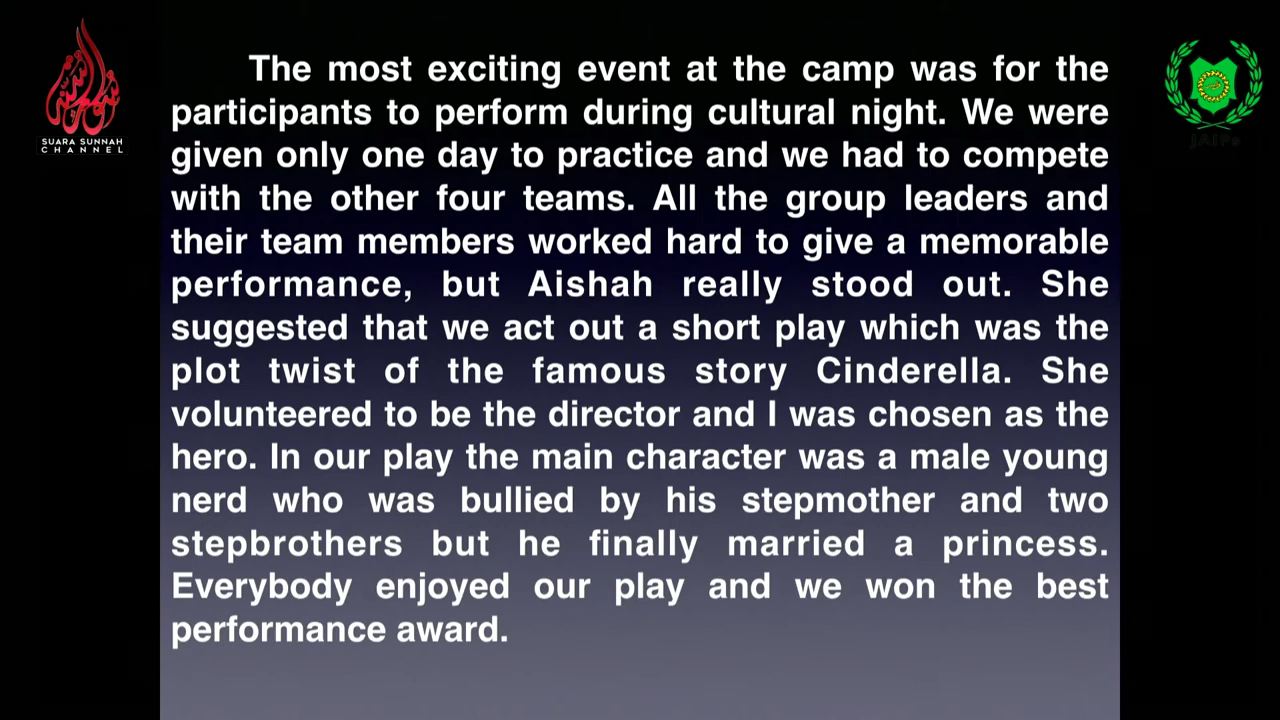 The most exciting event at the camp was for the
participants to perform during cultural night. We were
given only one day to practice and we had to compete
with the other four teams. All the group leaders and
their team members worked hard to give a memorable
performance, but Aishah really stood out. She
suggested that we act out a short play which was the
plot twist of the famous story Cinderella. She
volunteered to be the director and I was chosen as the
hero. In our play the main character was a male young
nerd who was bullied by his stepmother and two
stepbrothers but he finally married a princess.
Everybody enjoyed our play and we won the best
performance award.
SUARA SUNNAH
CHANNEL
JAIPs